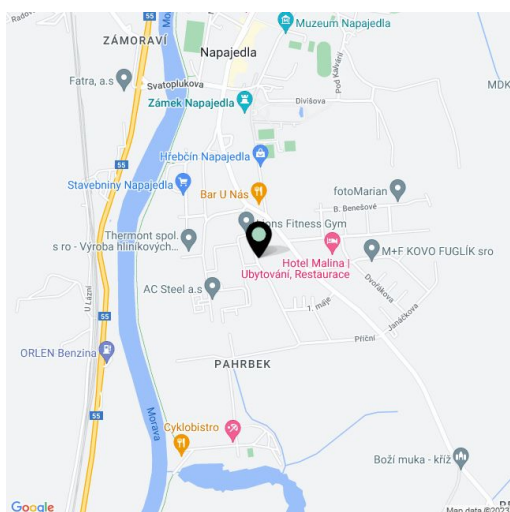 Muzeum Napajedla
55
ZÁMORAVÍ
Napajedla
Fatra, a.s
Svatoplukova
Pod Kalvárií
MDK
Zámek Napajedla
Divišova
Hřebčín Napajedla
55
Stavebniny Napajedla
Bar U Nás
fotoMarian
B. Benešové
Lions Fitness Gym
Thermont spol.
s ro - Výroba hliníkových...
Hotel Malina |
Ubytování, Restaurace
M+F KOVO FUGLÍK sro
Dvořákova
AC Steel a.s
U Lázní
1. máje
Janáčkova
Příční
ORLEN Benzina
PAHRBEK
55
Morava
Cyklobistro
Boží muka - kříž
Google
Map data ©2023